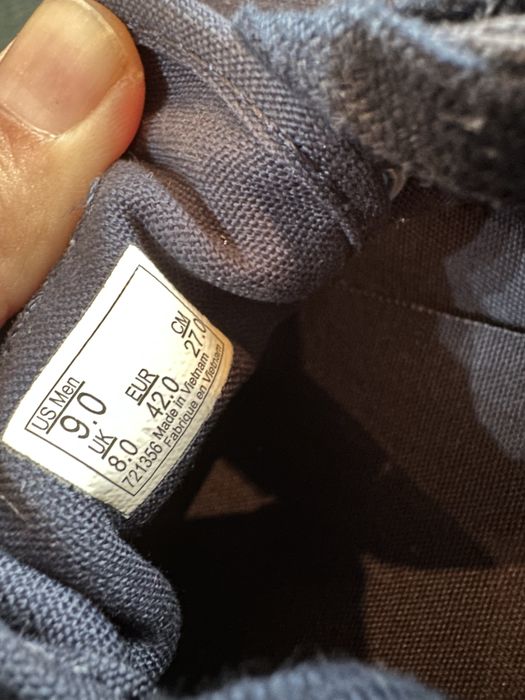 US Men
9.0
UK
8.0
EUR
42.0
CM
27.0
721356 Made in Vietnam
Fabriqué en Vietnam